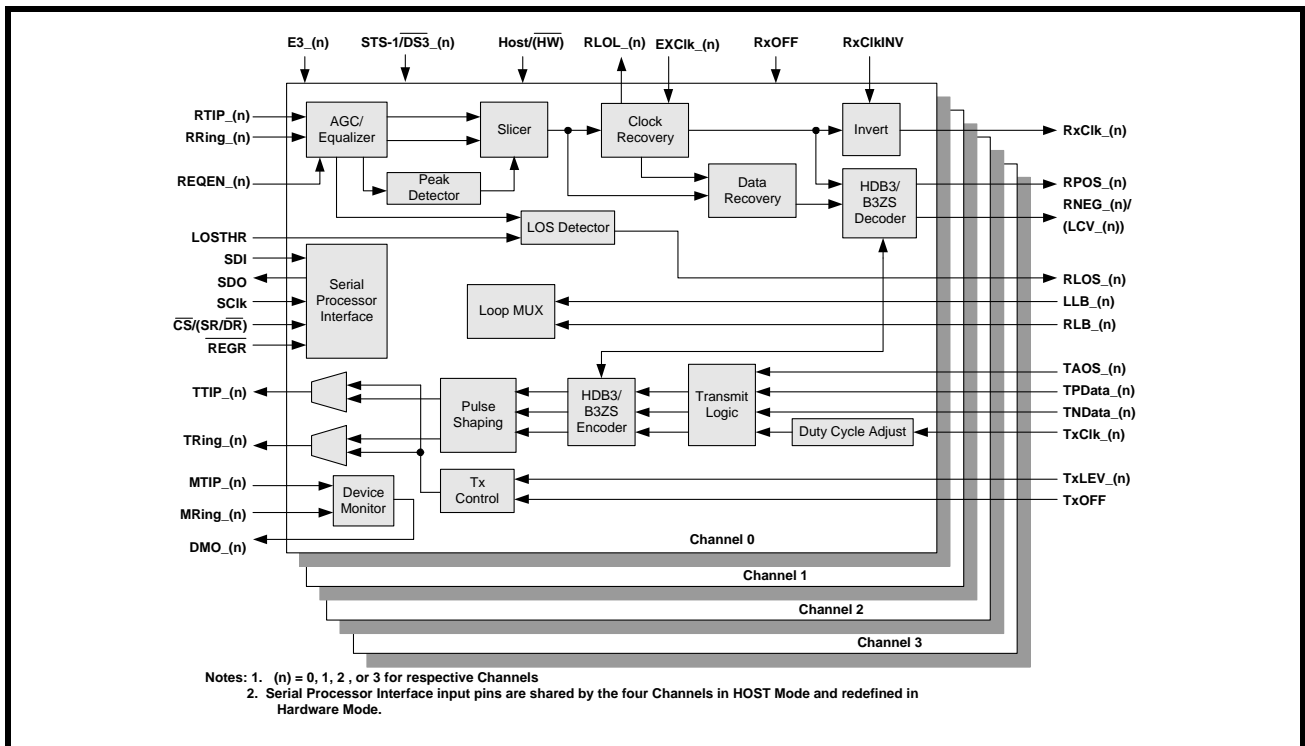 E3_(n)
STS-1/DS3_(n)
Host/(HW)
RLOL_(n)
EXClk_(n)
RxOFF
RxClkINV
RTIP_(n)
RRing_(n)
REQEN_(n)
LOSTHR
SDI
SDO
SClk
CS/(SR/DR)
REGR
TTIP_(n)
TRing_(n)
MTIP_(n)
MRing_(n)
DMO_(n)
AGC/
Equalizer
Peak
Detector
Slicer
LOS Detector
Clock
Recovery
Data
Recovery
Invert
HDB3/
B3ZS
Decoder
Serial
Processor
Interface
Loop MUX
Pulse
Shaping
HDB3/
B3ZS
Encoder
Transmit
Logic
Duty Cycle Adjust
Tx
Control
Device
Monitor
RxClk_(n)
RPOS_(n)
RNEG_(n)/
(LCV_(n))
RLOS_(n)
LLB_(n)
RLB_(n)
TAOS_(n)
TPData_(n)
TNData_(n)
TxClk_(n)
TxLEV_(n)
TxOFF
Channel 0
Channel 1
Channel 2
Channel 3
Notes: 1. (n) = 0, 1, 2 , or 3 for respective Channels
2. Serial Processor Interface input pins are shared by the four Channels in HOST Mode and redefined in
Hardware Mode.